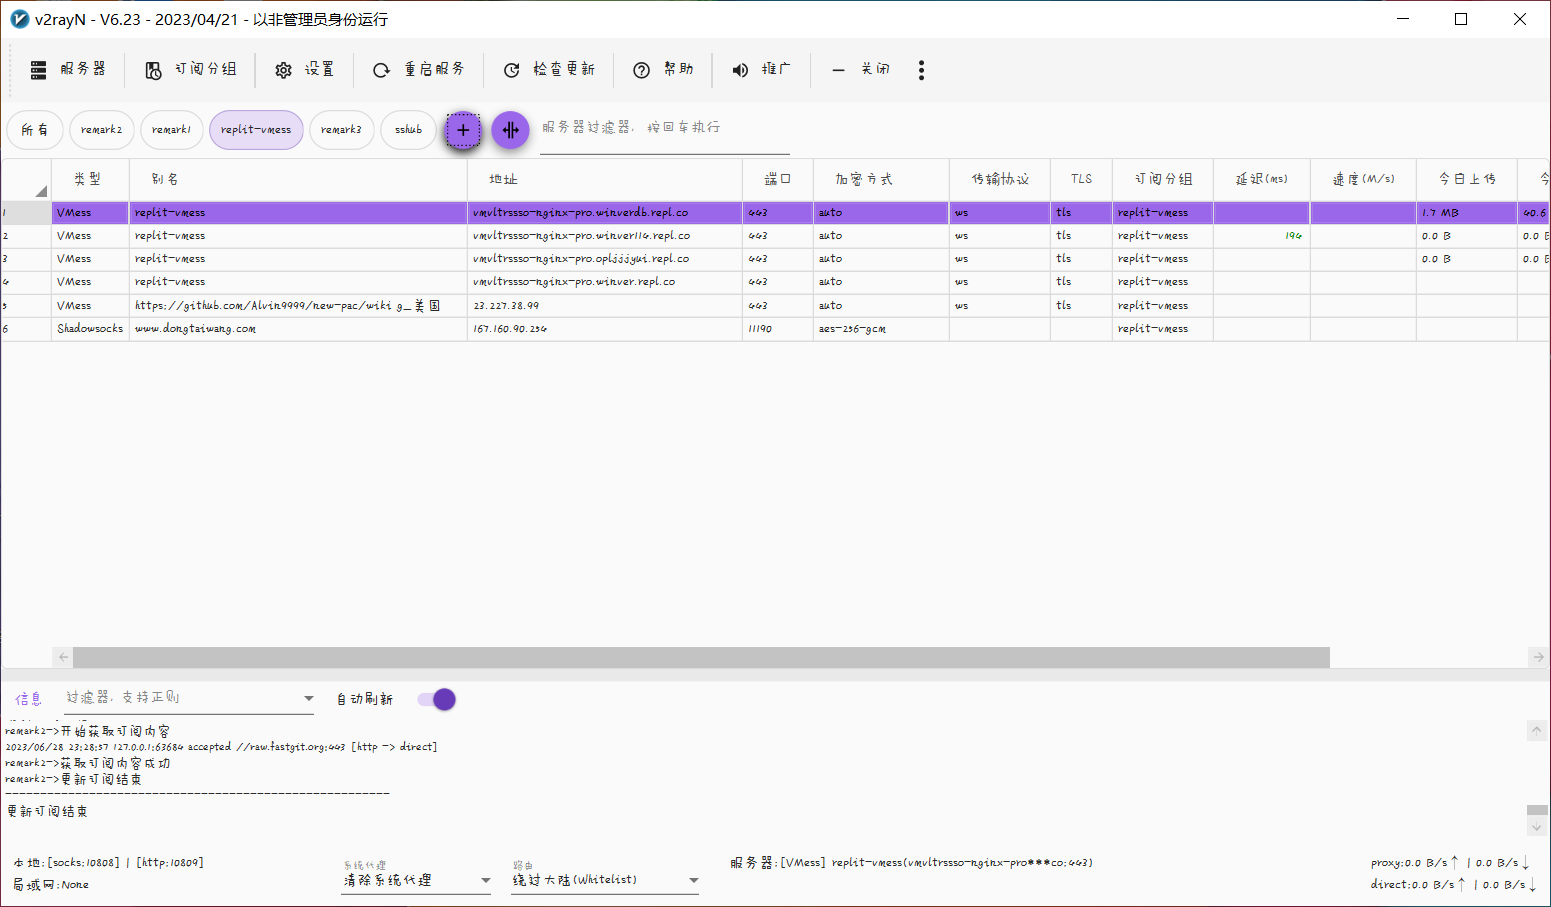 v2rayN - V6.23 - 2023/04/21 - 以非管理员身份运行
服务器 订阅分组 设置 重启服务 检查更新 帮助 推广 关闭
所有 remark2 remark1 replit-vmess remark3 sshub 服务器过滤器, 按回车执行
类型 别名 地址 端口 加密方式 传输协议 TLS 订阅分组 延迟(ms) 速度(M/s) 今日上传 今
1 VMess replit-vmess vmvltrssso-nginx-pro.winverdb.repl.co 443 auto ws tls replit-vmess 1.7 MB 40.6
2 VMess replit-vmess vmvltrssso-nginx-pro.winver114.repl.co 443 auto ws tls replit-vmess 194 0.0 B 0.0 B
3 VMess replit-vmess vmvltrssso-nginx-pro.opljjjyui.repl.co 443 auto ws tls replit-vmess 0.0 B 0.0 B
4 VMess replit-vmess vmvltrssso-nginx-pro.winver.repl.co 443 auto ws tls replit-vmess
5 VMess https://github.com/Alvin9999/new-pac/wiki g_美国 23.227.38.99 443 auto ws tls replit-vmess
6 Shadowsocks www.dongtaiwang.com 167.160.90.234 11190 aes-256-gcm replit-vmess
信息 过滤器, 支持正则 自动刷新
remark2->开始获取订阅内容
2023/06/28 23:28:57 127.0.0.1:63684 accepted //raw.fastgit.org:443 [http -> direct]
remark2->获取订阅内容成功
remark2->更新订阅结束
-------------------------------------------------------
更新订阅结束
本地:[socks:10808] | [http:10809]
局域网:None
系统代理
清除系统代理
路由
绕过大陆(Whitelist)
服务器:[VMess] replit-vmess(vmvltrssso-nginx-pro***co:443)
proxy:0.0 B/s↑ | 0.0 B/s↓
direct:0.0 B/s↑ | 0.0 B/s↓